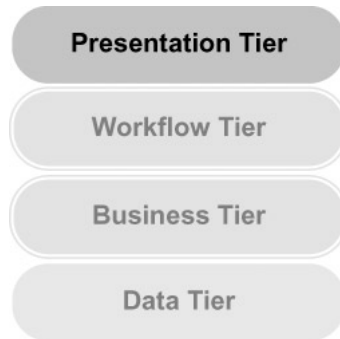 Presentation Tier
Workflow Tier
Business Tier
Data Tier